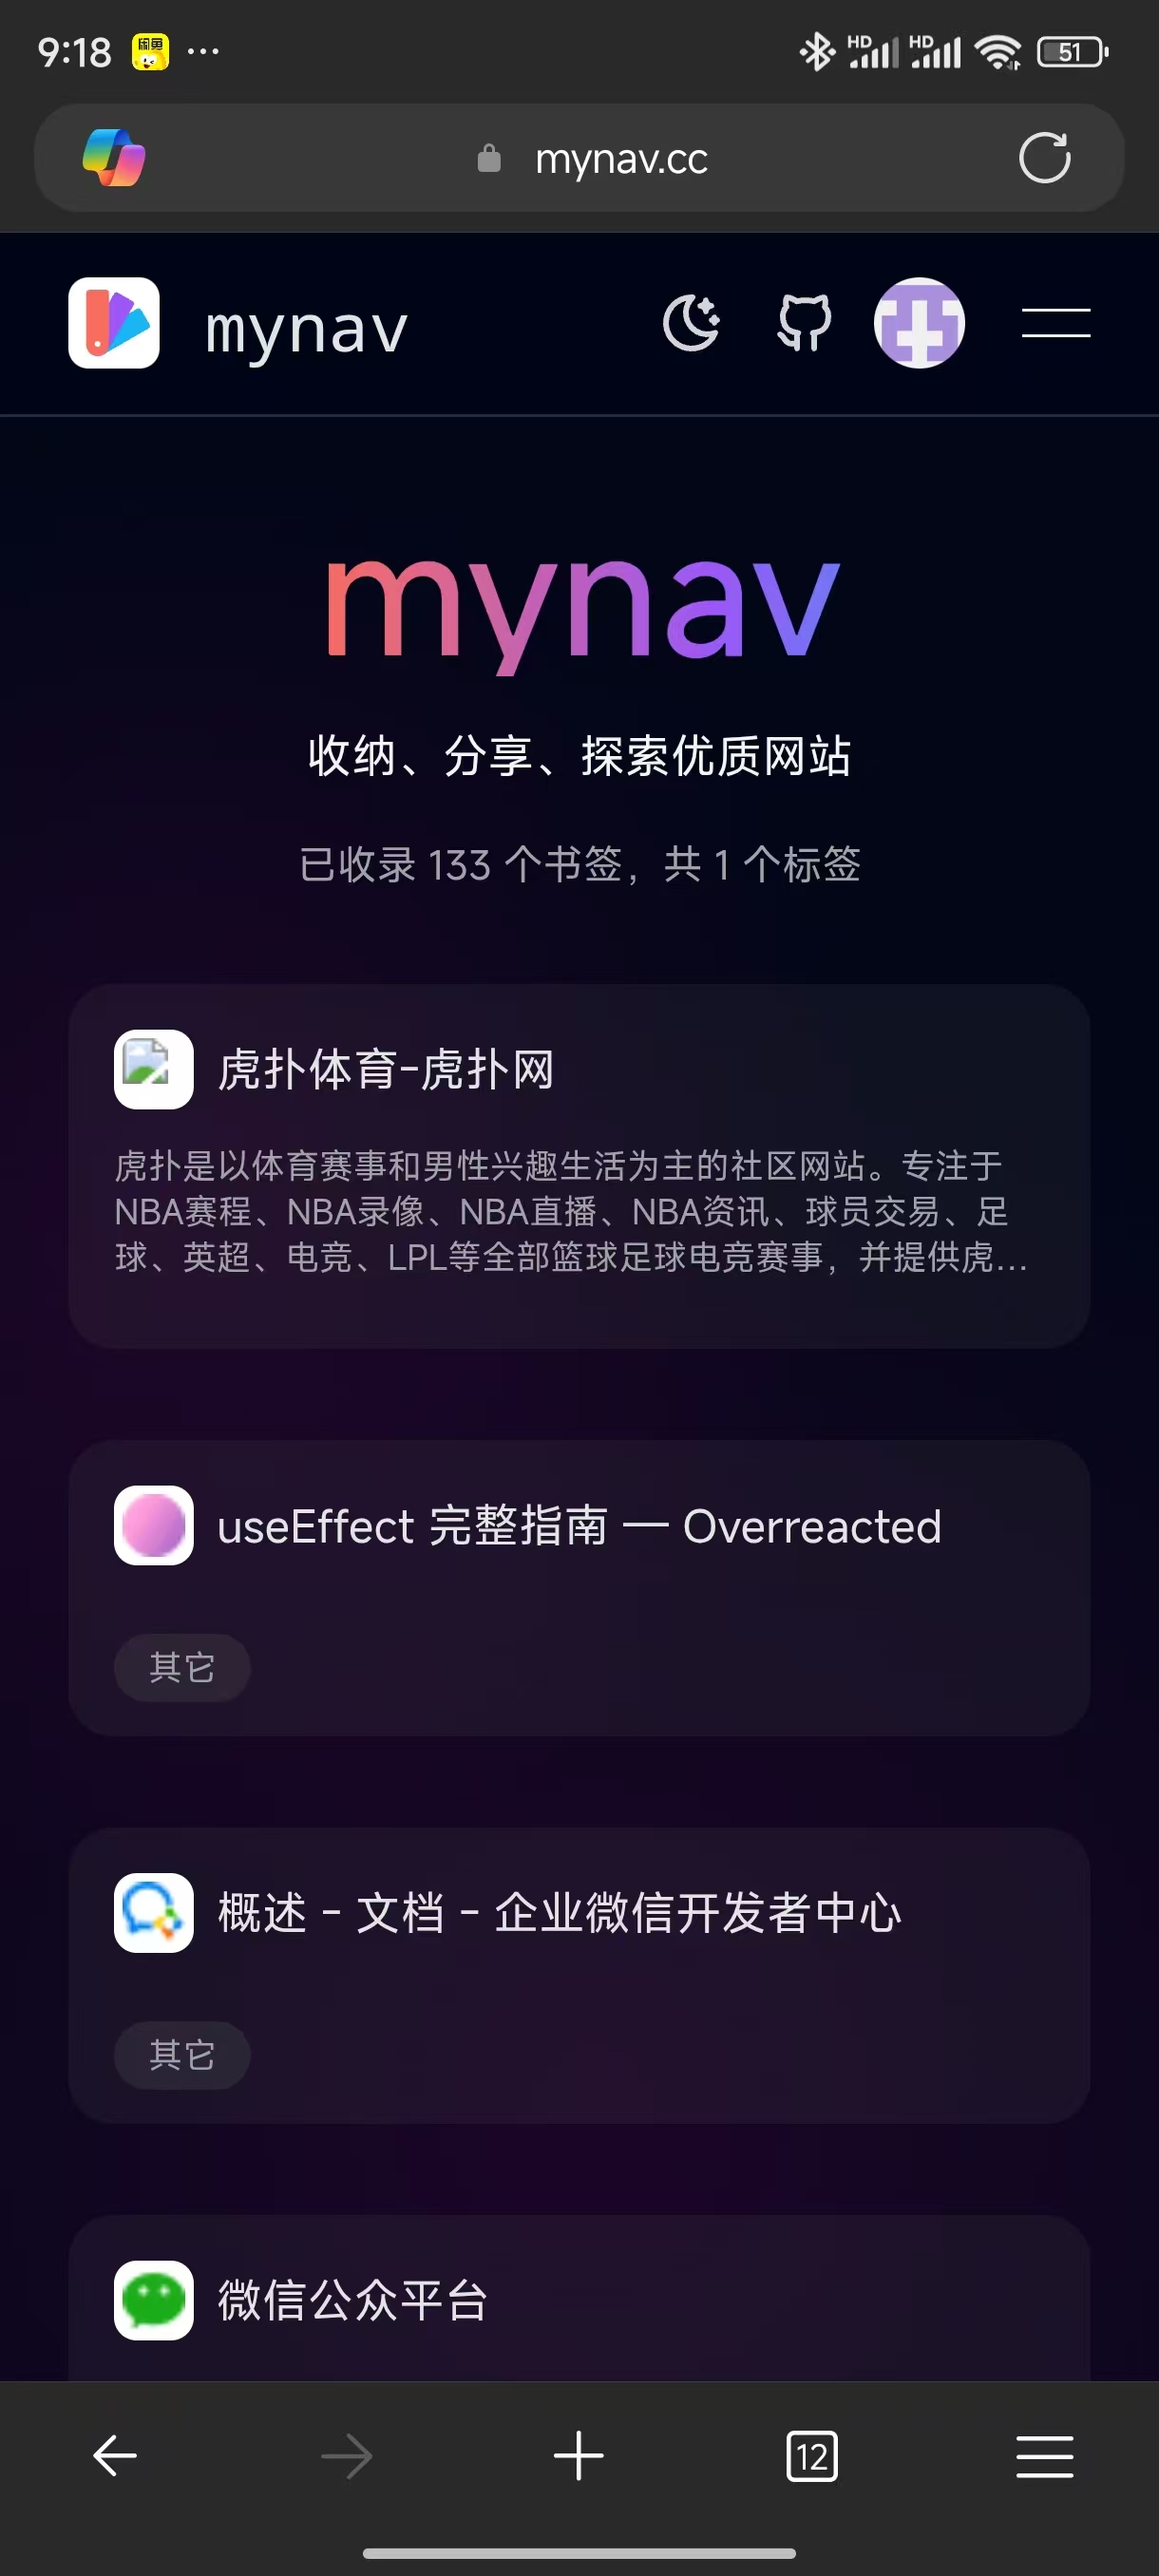 9:18
闲鱼
HD HD 51
mynav.cc
mynav
mynav
收纳、分享、探索优质网站
已收录 133 个书签，共 1 个标签
虎扑体育-虎扑网
虎扑是以体育赛事和男性兴趣生活为主的社区网站。专注于
NBA赛程、NBA录像、NBA直播、NBA资讯、球员交易、足
球、英超、电竞、LPL等全部篮球足球电竞赛事，并提供虎...
useEffect 完整指南 — Overreacted
其它
概述 - 文档 - 企业微信开发者中心
其它
微信公众平台
12